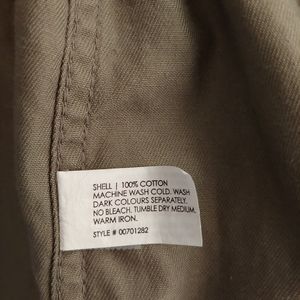 SHELL | 100% COTTON
MACHINE WASH COLD. WASH
DARK COLOURS SEPARATELY.
NO BLEACH. TUMBLE DRY MEDIUM.
WARM IRON.
STYLE # 00701282